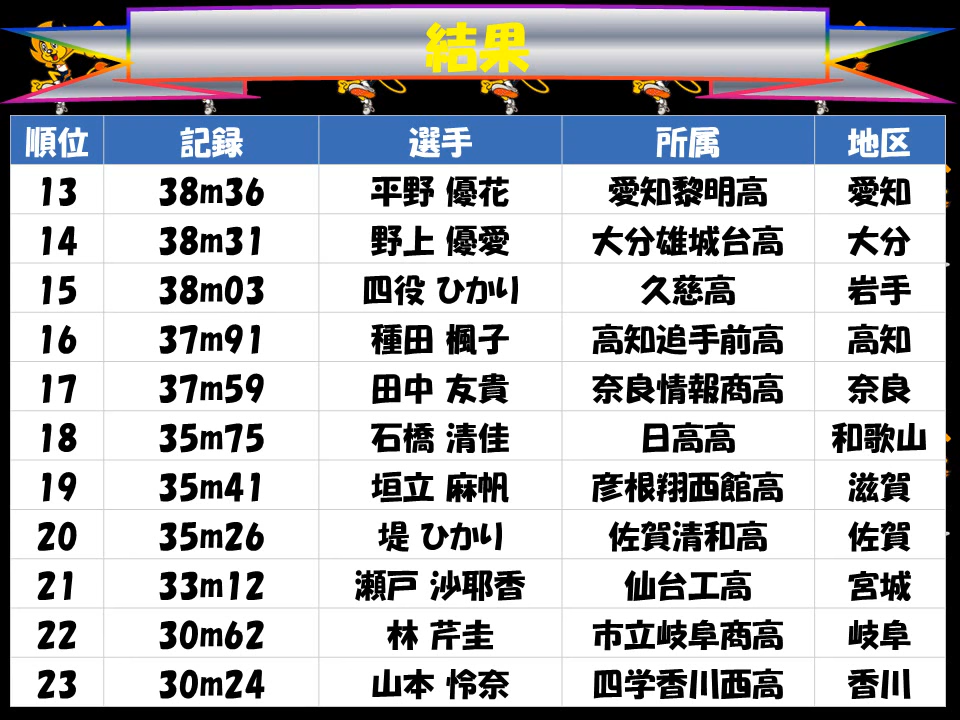 結果
順位 記録 選手 所属 地区
13 38m36 平野 優花 愛知黎明高 愛知
14 38m31 野上 優愛 大分雄城台高 大分
15 38m03 四役 ひかり 久慈高 岩手
16 37m91 種田 楓子 高知追手前高 高知
17 37m59 田中 友貴 奈良情報商高 奈良
18 35m75 石橋 清佳 日高高 和歌山
19 35m41 垣立 麻帆 彦根翔西館高 滋賀
20 35m26 堤 ひかり 佐賀清和高 佐賀
21 33m12 瀬戸 沙耶香 仙台工高 宮城
22 30m62 林 芹圭 市立岐阜商高 岐阜
23 30m24 山本 怜奈 四学香川西高 香川